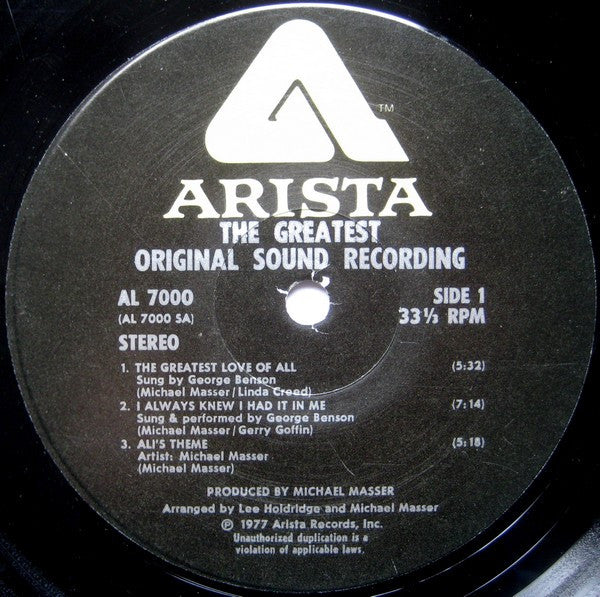 TM
ARISTA
THE GREATEST
ORIGINAL SOUND RECORDING
AL 7000 SIDE 1
(AL 7000 SA) 33⅓ RPM
STEREO
1. THE GREATEST LOVE OF ALL (5:32)
Sung by George Benson
(Michael Masser/Linda Creed)
2. I ALWAYS KNEW I HAD IT IN ME (7:14)
Sung & performed by George Benson
(Michael Masser/Gerry Goffin)
3. ALI'S THEME (5:18)
Artist: Michael Masser
(Michael Masser)
PRODUCED BY MICHAEL MASSER
Arranged by Lee Holdridge and Michael Masser
℗ 1977 Arista Records, Inc.
Unauthorized duplication is a
violation of applicable laws.